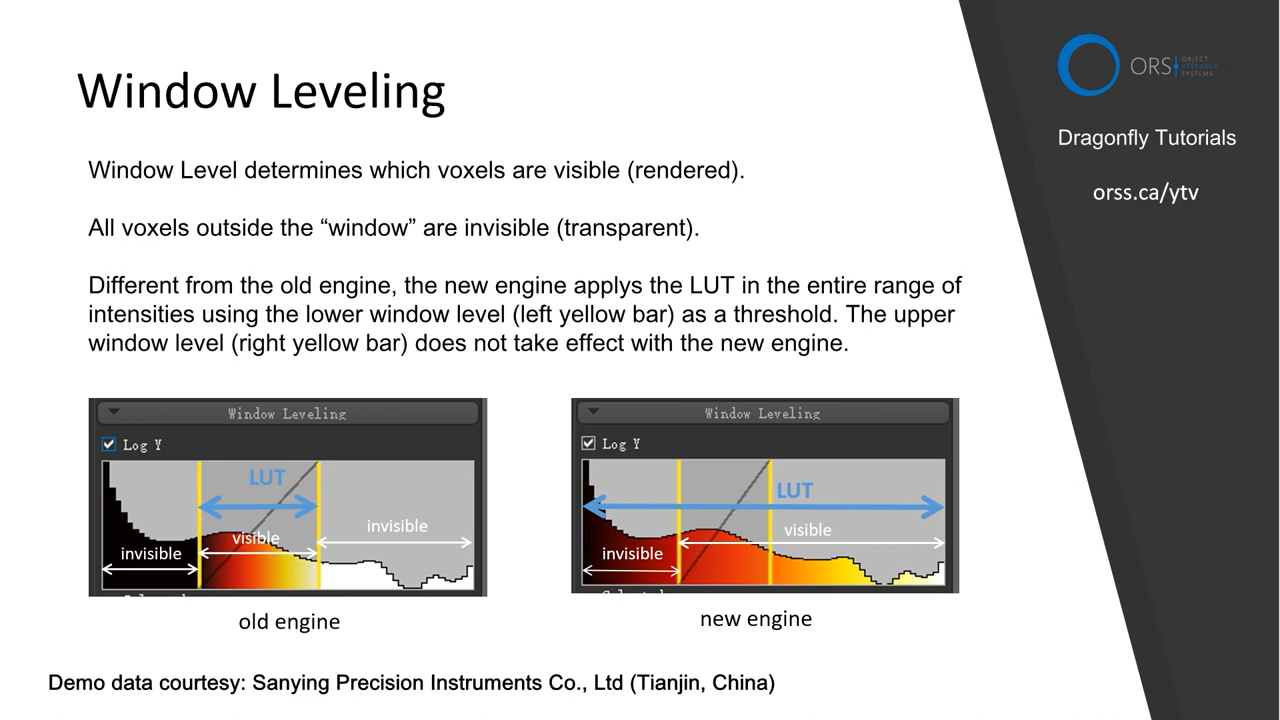 Window Leveling
Window Level determines which voxels are visible (rendered).
All voxels outside the “window” are invisible (transparent).
Different from the old engine, the new engine applys the LUT in the entire range of
intensities using the lower window level (left yellow bar) as a threshold. The upper
window level (right yellow bar) does not take effect with the new engine.
Window Leveling
Log Y
LUT
invisible
visible
invisible
old engine
Window Leveling
Log Y
LUT
visible
invisible
new engine
Demo data courtesy: Sanying Precision Instruments Co., Ltd (Tianjin, China)
ORS
OBJECT
RESEARCH
SYSTEMS
Dragonfly Tutorials
orss.ca/ytv